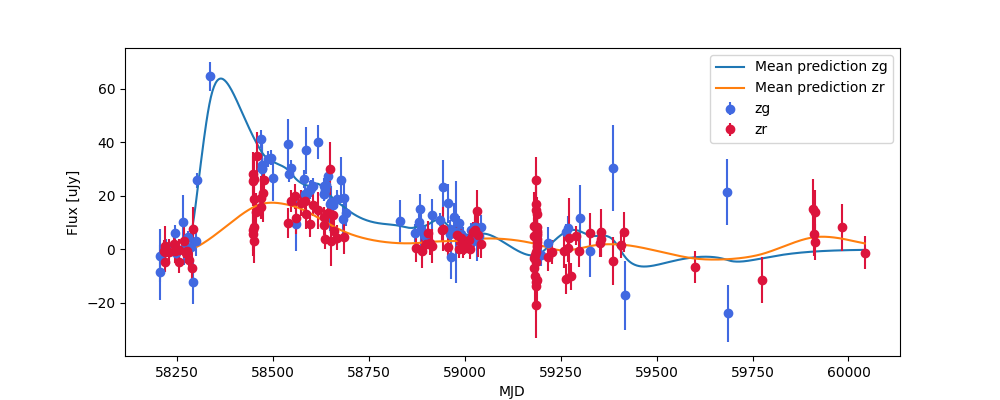 Mean prediction zg
Mean prediction zr
zg
zr
Flux [uJy]
60
40
20
0
−20
58250 58500 58750 59000 59250 59500 59750 60000
MJD